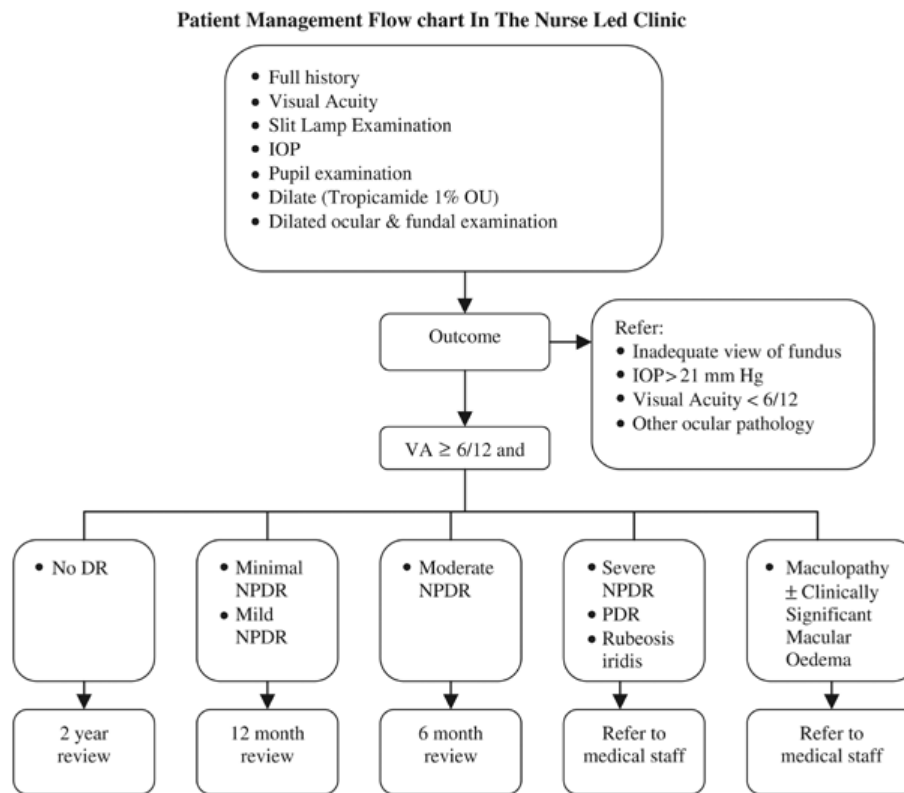 Patient Management Flow chart In The Nurse Led Clinic
• Full history
• Visual Acuity
• Slit Lamp Examination
• IOP
• Pupil examination
• Dilate (Tropicamide 1% OU)
• Dilated ocular & fundal examination
Outcome
Refer:
• Inadequate view of fundus
• IOP> 21 mm Hg
• Visual Acuity < 6/12
• Other ocular pathology
VA ≥ 6/12 and
• No DR
• Minimal
NPDR
• Mild
NPDR
• Moderate
NPDR
• Severe
NPDR
• PDR
• Rubeosis
iridis
• Maculopathy
± Clinically
Significant
Macular
Oedema
2 year
review
12 month
review
6 month
review
Refer to
medical staff
Refer to
medical staff